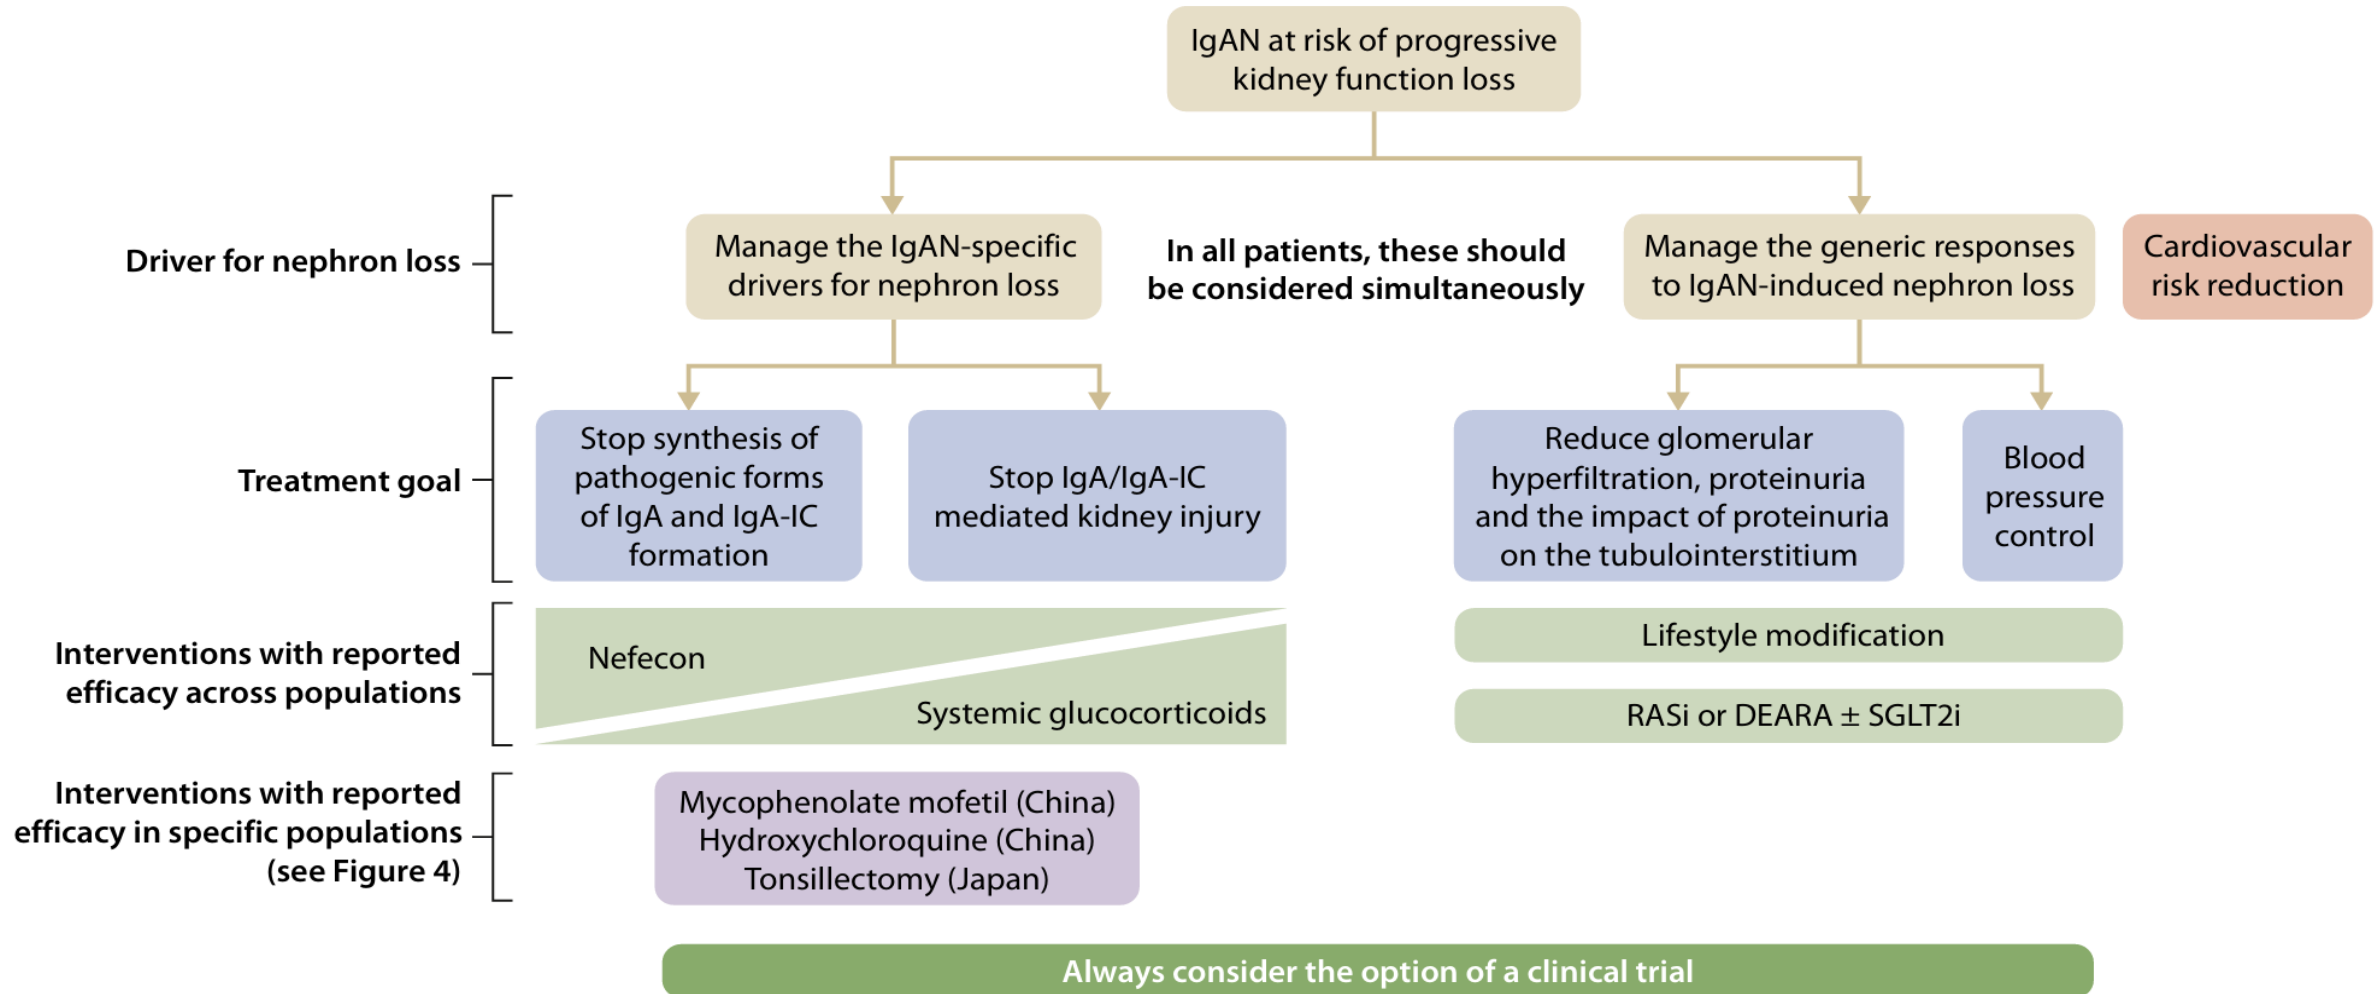 IgAN at risk of progressive
kidney function loss
Driver for nephron loss
Manage the IgAN-specific
drivers for nephron loss
In all patients, these should
be considered simultaneously
Manage the generic responses
to IgAN-induced nephron loss
Cardiovascular
risk reduction
Treatment goal
Stop synthesis of
pathogenic forms
of IgA and IgA-IC
formation
Stop IgA/IgA-IC
mediated kidney injury
Reduce glomerular
hyperfiltration, proteinuria
and the impact of proteinuria
on the tubulointerstitium
Blood
pressure
control
Interventions with reported
efficacy across populations
Nefecon
Systemic glucocorticoids
Lifestyle modification
RASi or DEARA ± SGLT2i
Interventions with reported
efficacy in specific populations
(see Figure 4)
Mycophenolate mofetil (China)
Hydroxychloroquine (China)
Tonsillectomy (Japan)
Always consider the option of a clinical trial